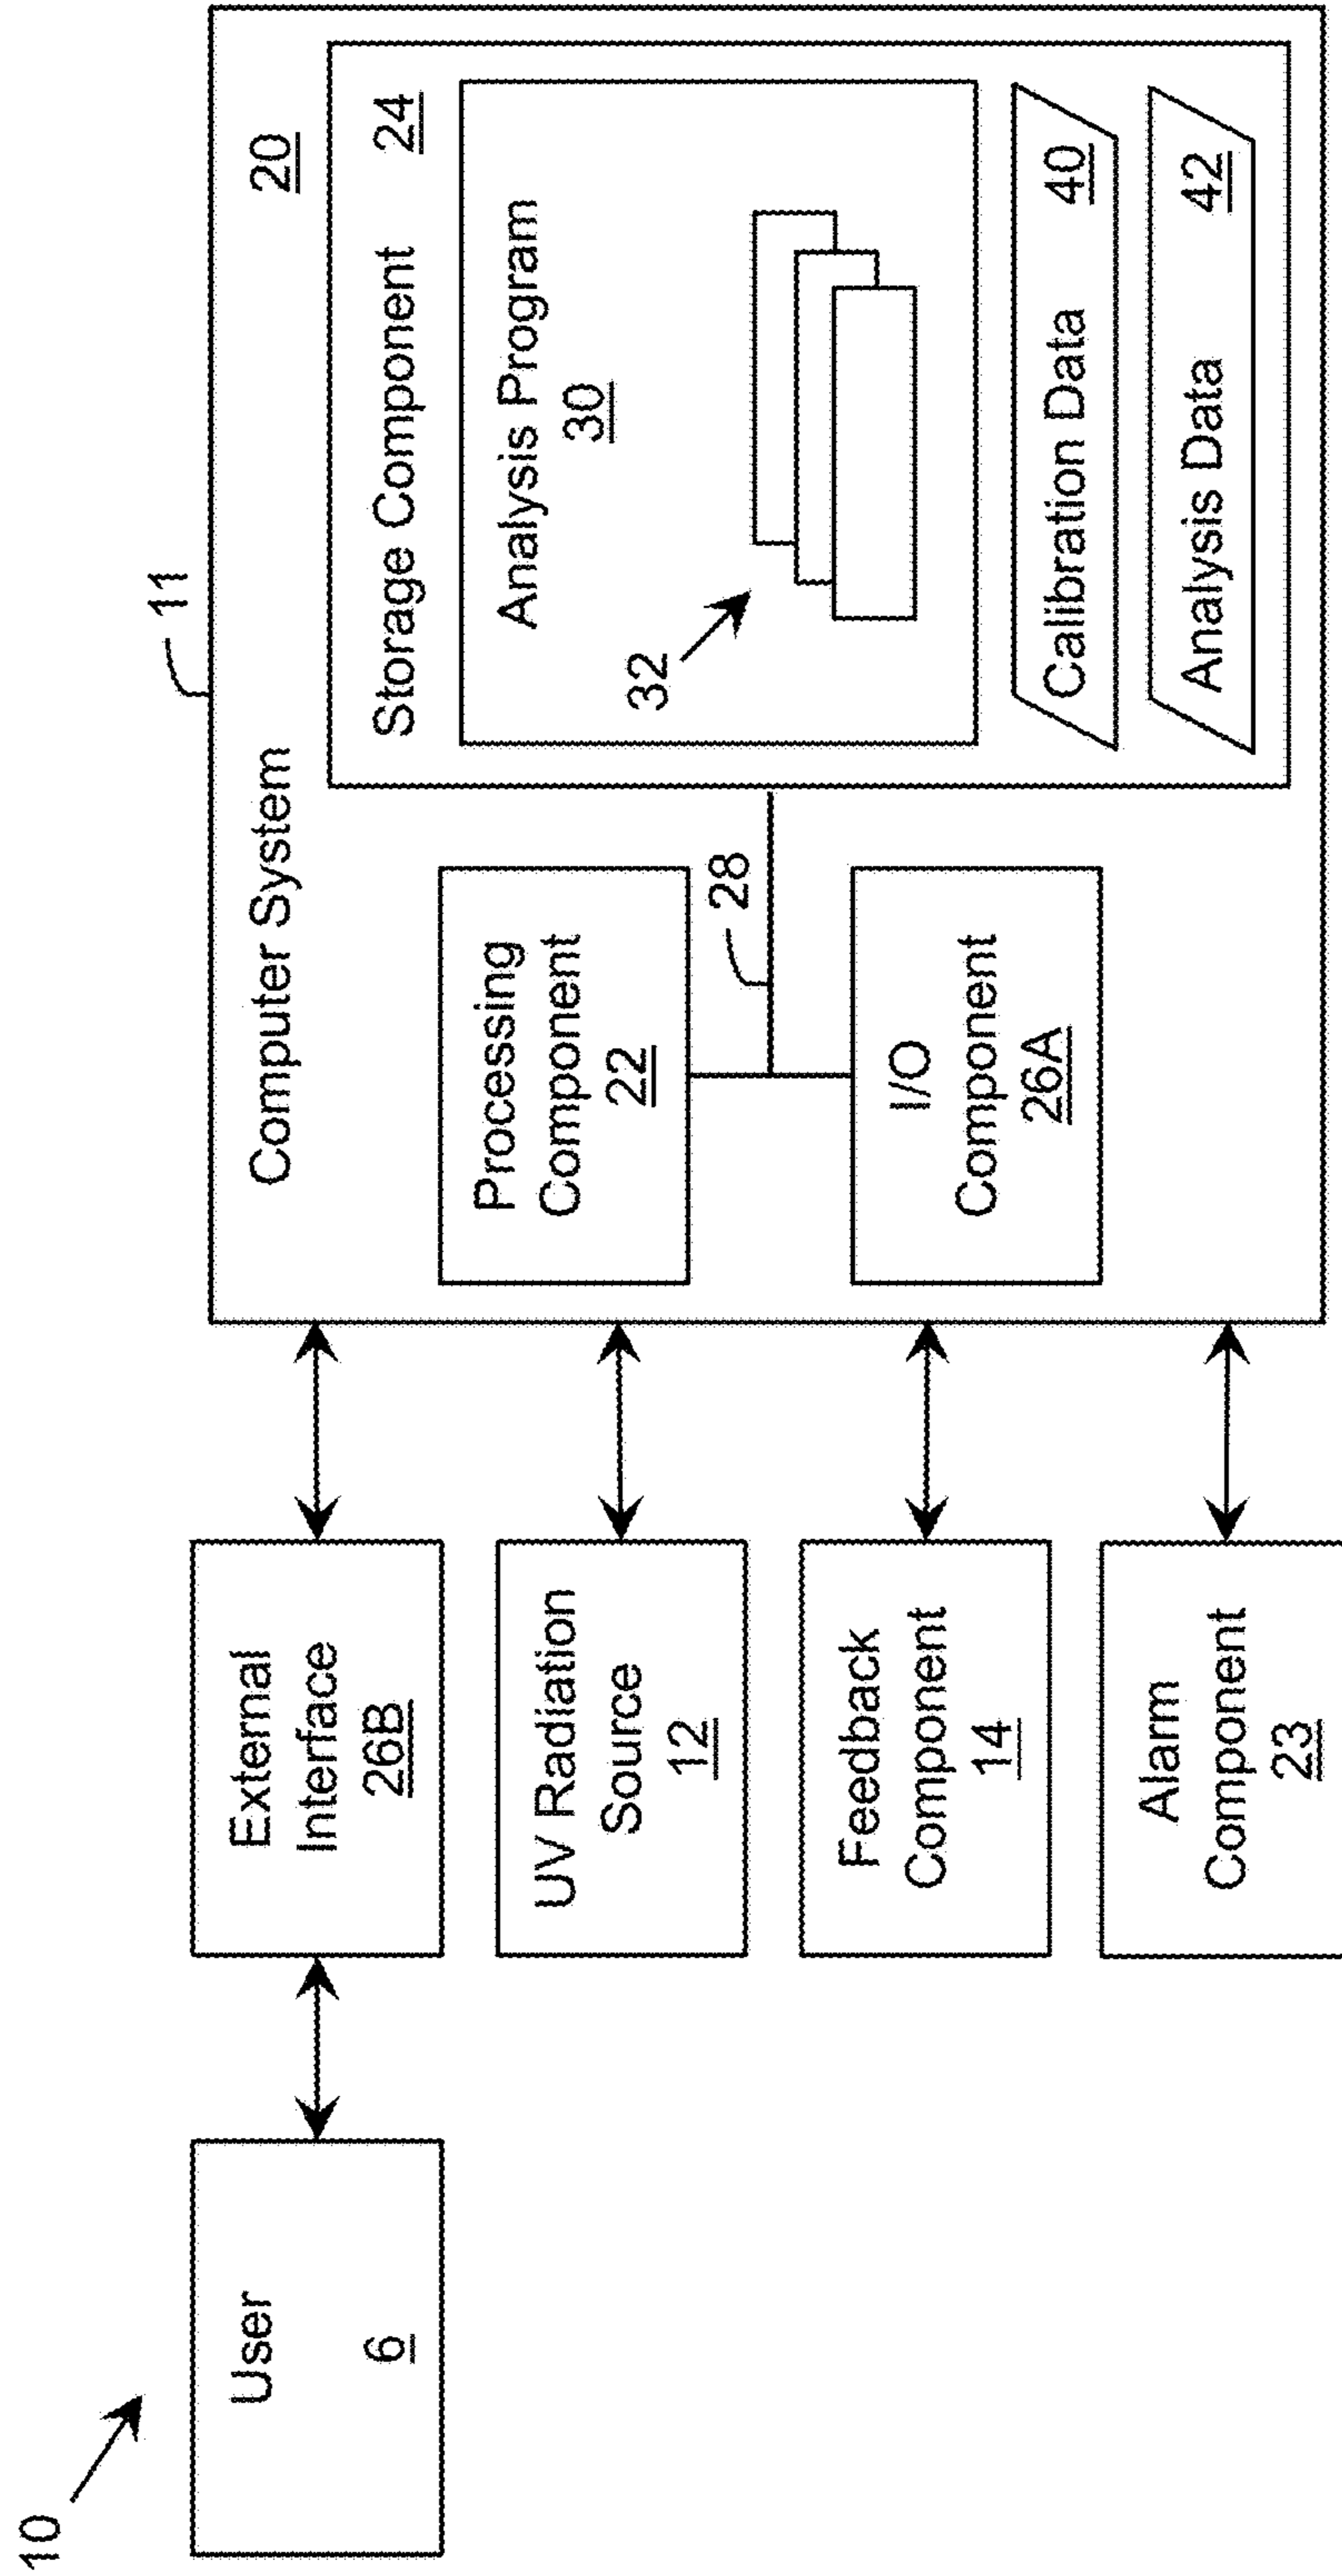 10
11
User
6
External
Interface
26B
UV Radiation
Source
12
Feedback
Component
14
Alarm
Component
23
Computer System
20
Processing
Component
22
28
I/O
Component
26A
Storage Component
24
Analysis Program
30
32
Calibration Data
40
Analysis Data
42